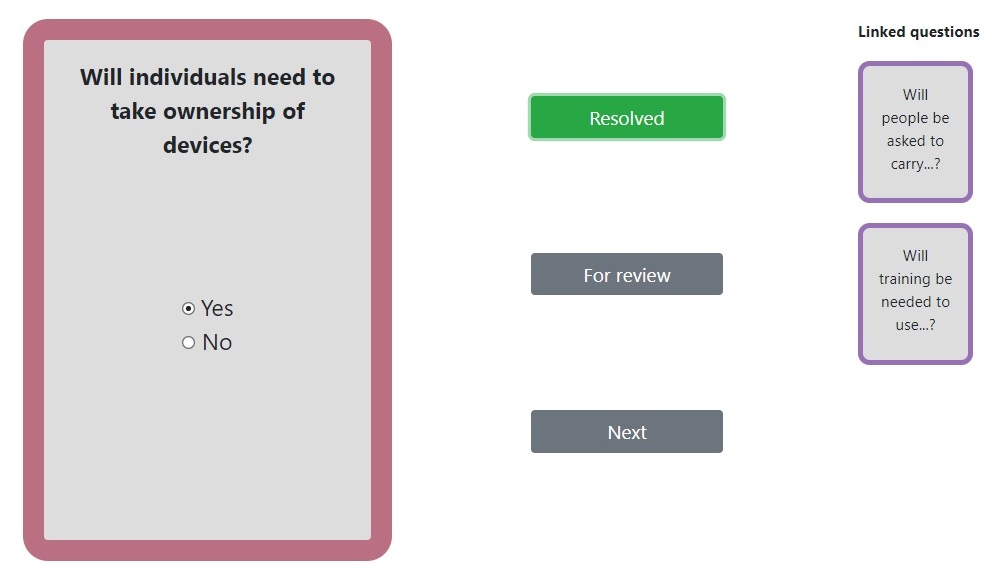 Will individuals need to
take ownership of
devices?
Yes
No
Resolved
For review
Next
Linked questions
Will
people be
asked to
carry...?
Will
training be
needed to
use...?